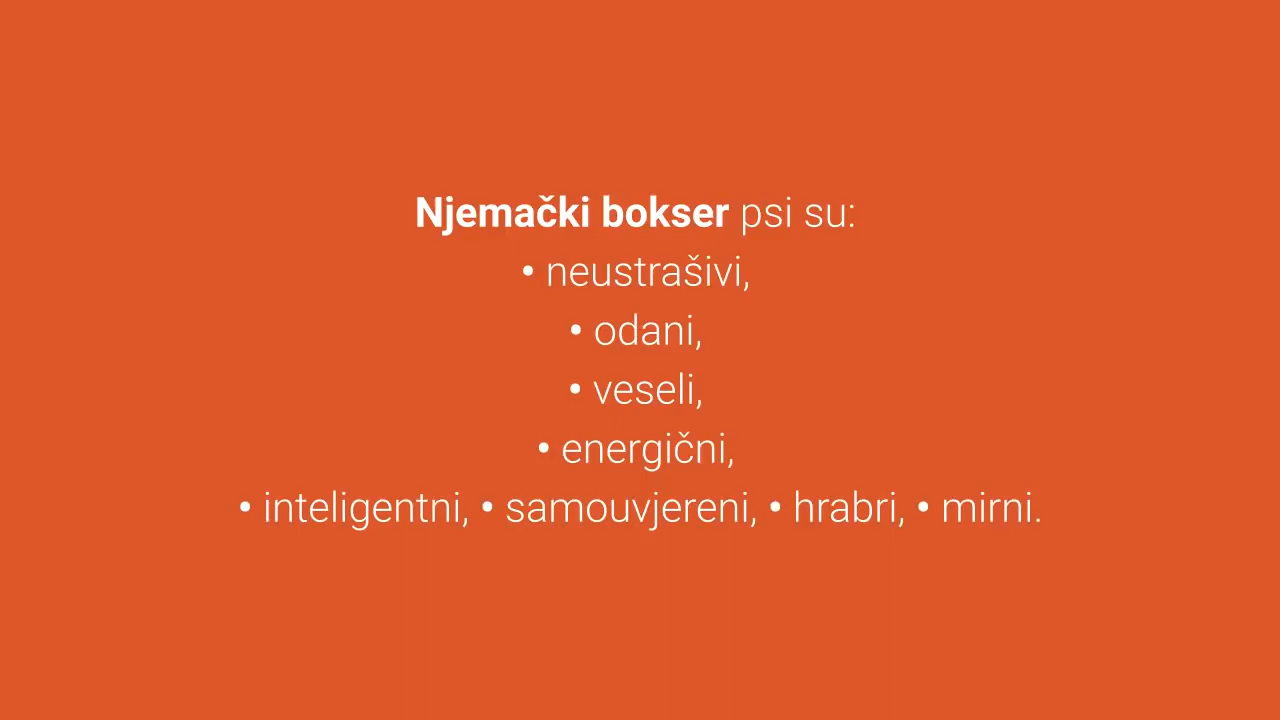 Njemački bokser psi su:
• neustrašivi,
• odani,
• veseli,
• energični,
• inteligentni, • samouvjereni, • hrabri, • mirni.